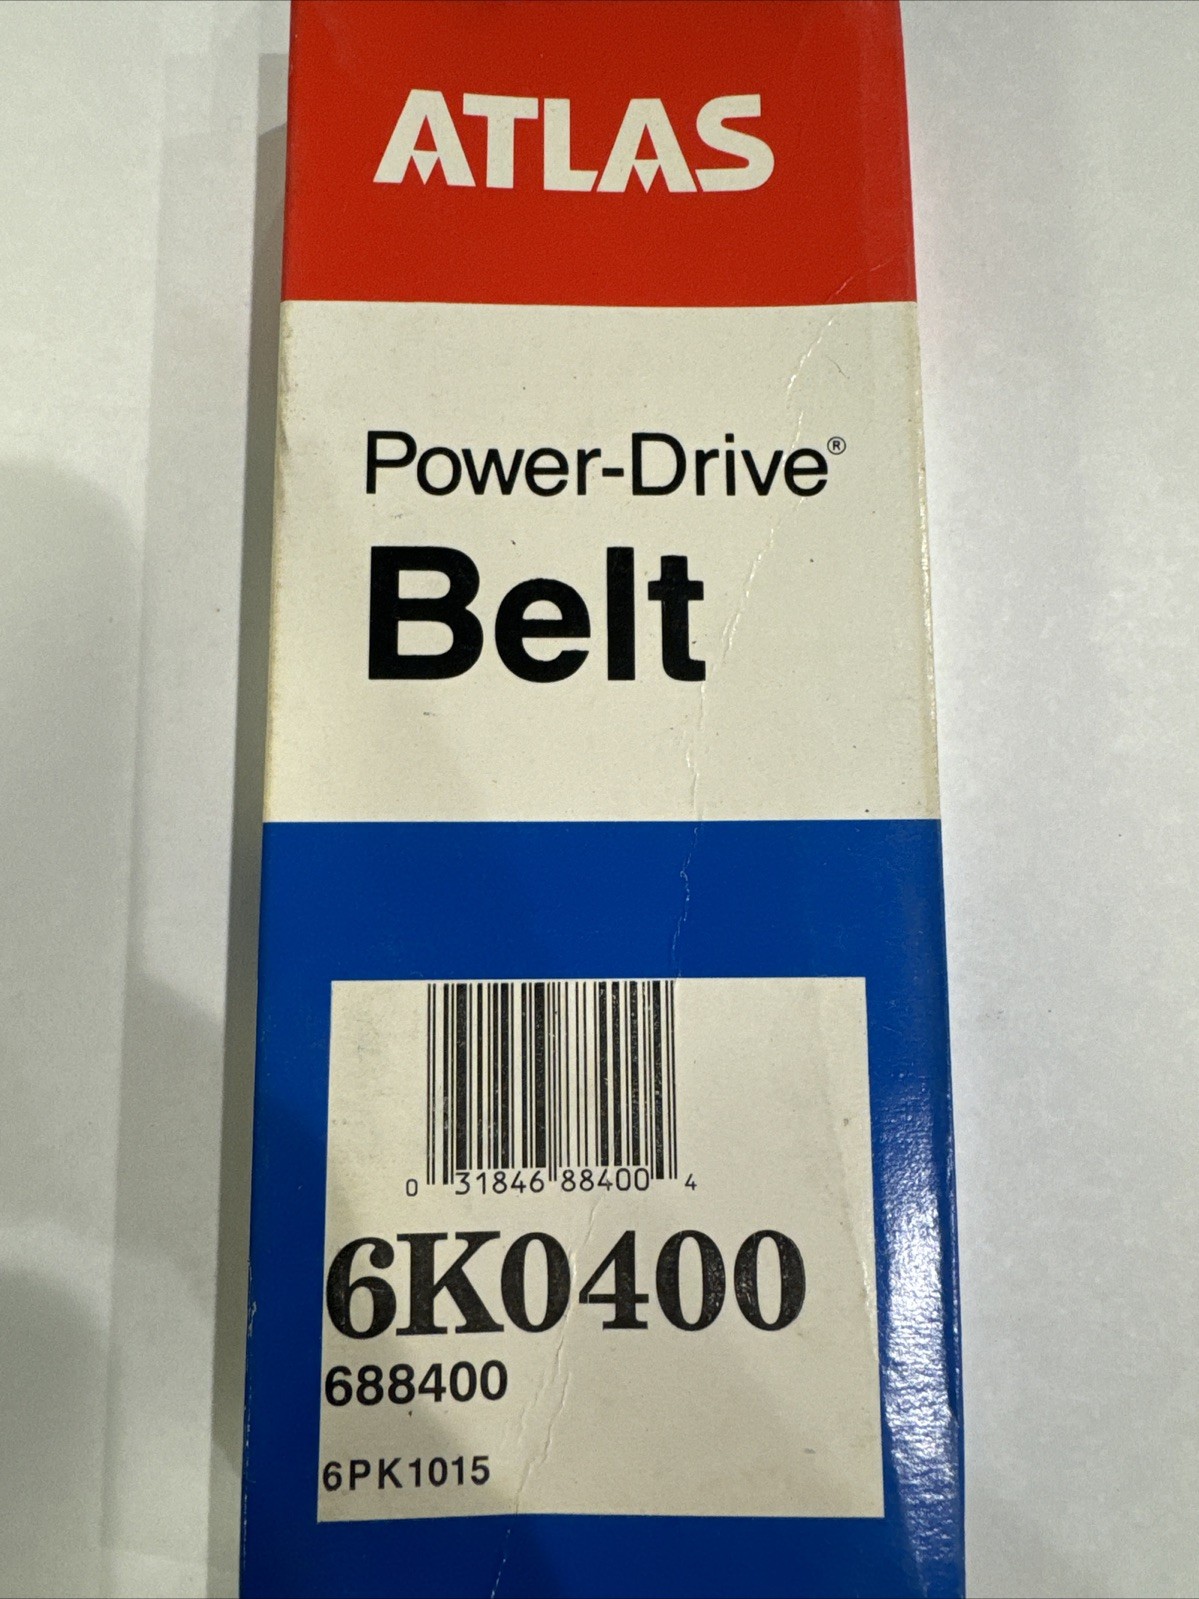 ATLAS
Power-Drive®
Belt
0 31846 88400 4
6K0400
688400
6PK1015